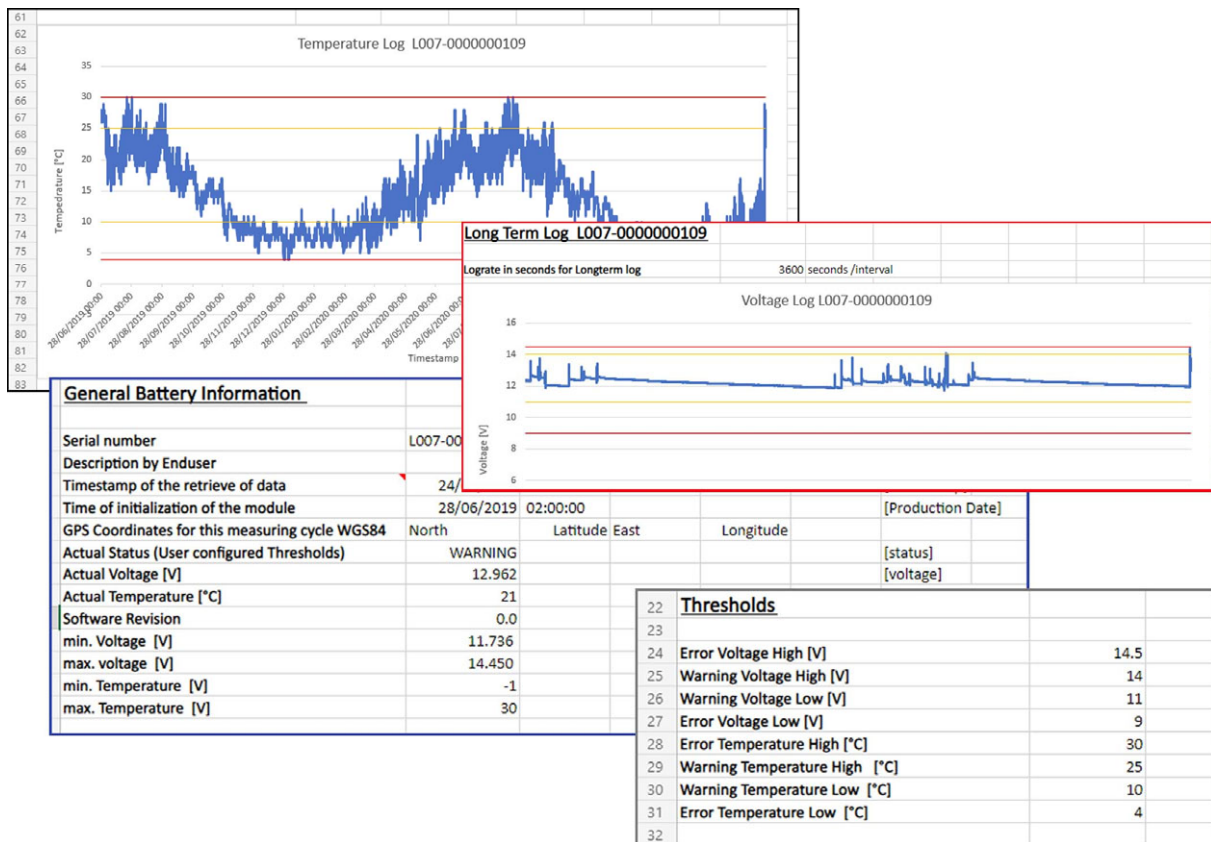 61
62
63
64
65
66
67
68
69
70
71
72
73
74
75
76
77
78
79
80
81
82
83
Temperature Log L007-0000000109
35
30
25
20
15
10
5
0
5
Tempedrature [°C]
28/06/2019 00:00
28/07/2019 00:00
28/08/2019 00:00
28/09/2019 00:00
28/10/2019 00:00
28/11/2019 00:00
28/12/2019 00:00
28/01/2020 00:00
28/02/2020 00:00
28/03/2020 00:00
28/04/2020 00:00
28/05/2020 00:00
28/06/2020 00:00
Timestamp
Long Term Log L007-0000000109
Lograte in seconds for Longterm log 3600 seconds /interval
Voltage Log L007-0000000109
16
14
12
10
8
6
Voltage [V]
General Battery Information
Serial number L007-00
Description by Enduser
Timestamp of the retrieve of data 24/
Time of initialization of the module 28/06/2019 02:00:00 [Production Date]
GPS Coordinates for this measuring cycle WGS84 North Latitude East Longitude
Actual Status (User configured Thresholds) WARNING [status]
Actual Voltage [V] 12.962 [voltage]
Actual Temperature [°C] 21
Software Revision 0.0
min. Voltage [V] 11.736
max. voltage [V] 14.450
min. Temperature [V] -1
max. Temperature [V] 30
22 Thresholds
23
24 Error Voltage High [V] 14.5
25 Warning Voltage High [V] 14
26 Warning Voltage Low [V] 11
27 Error Voltage Low [V] 9
28 Error Temperature High [°C] 30
29 Warning Temperature High [°C] 25
30 Warning Temperature Low [°C] 10
31 Error Temperature Low [°C] 4
32